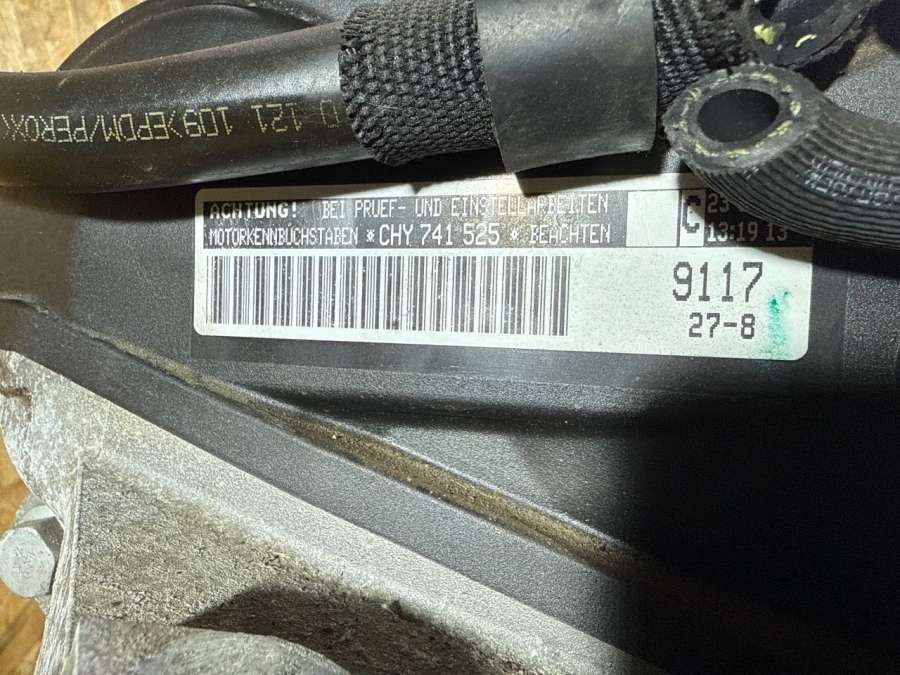 121 109>EPDM/PEROX
ACHTUNG! BEI PRUEF- UND EINSTELLARBEITEN
MOTORKENNBUCHSTABEN * CHY 741 525 * BEACHTEN
C
23
13:19 13
9117
27-8